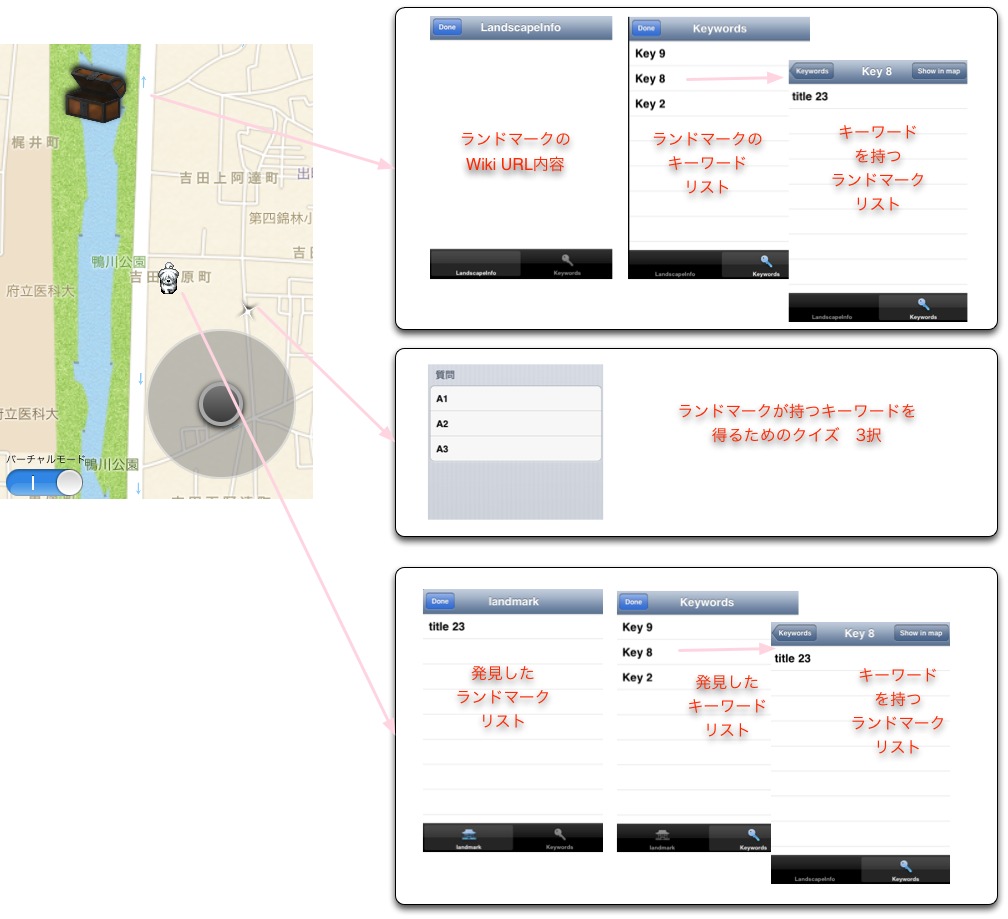 梶井町
吉田上阿達町
第四錦林小
鴨川公園
府立医科大
府立医科大
バーチャルモード
鴨川公園
Done
LandscapeInfo
ランドマークの
Wiki URL内容
LandscapeInfo
Keywords
Done
Keywords
Key 9
Key 8
Key 2
ランドマークの
キーワード
リスト
LandscapeInfo
Keywords
Keywords
Key 8
Show in map
title 23
キーワード
を持つ
ランドマーク
リスト
LandscapeInfo
Keywords
質問
A1
A2
A3
ランドマークが持つキーワードを
得るためのクイズ　3択
Done
landmark
title 23
発見した
ランドマーク
リスト
landmark
Keywords
Done
Keywords
Key 9
Key 8
Key 2
発見した
キーワード
リスト
landmark
Keywords
Keywords
Key 8
Show in map
title 23
キーワード
を持つ
ランドマーク
リスト
LandscapeInfo
Keywords